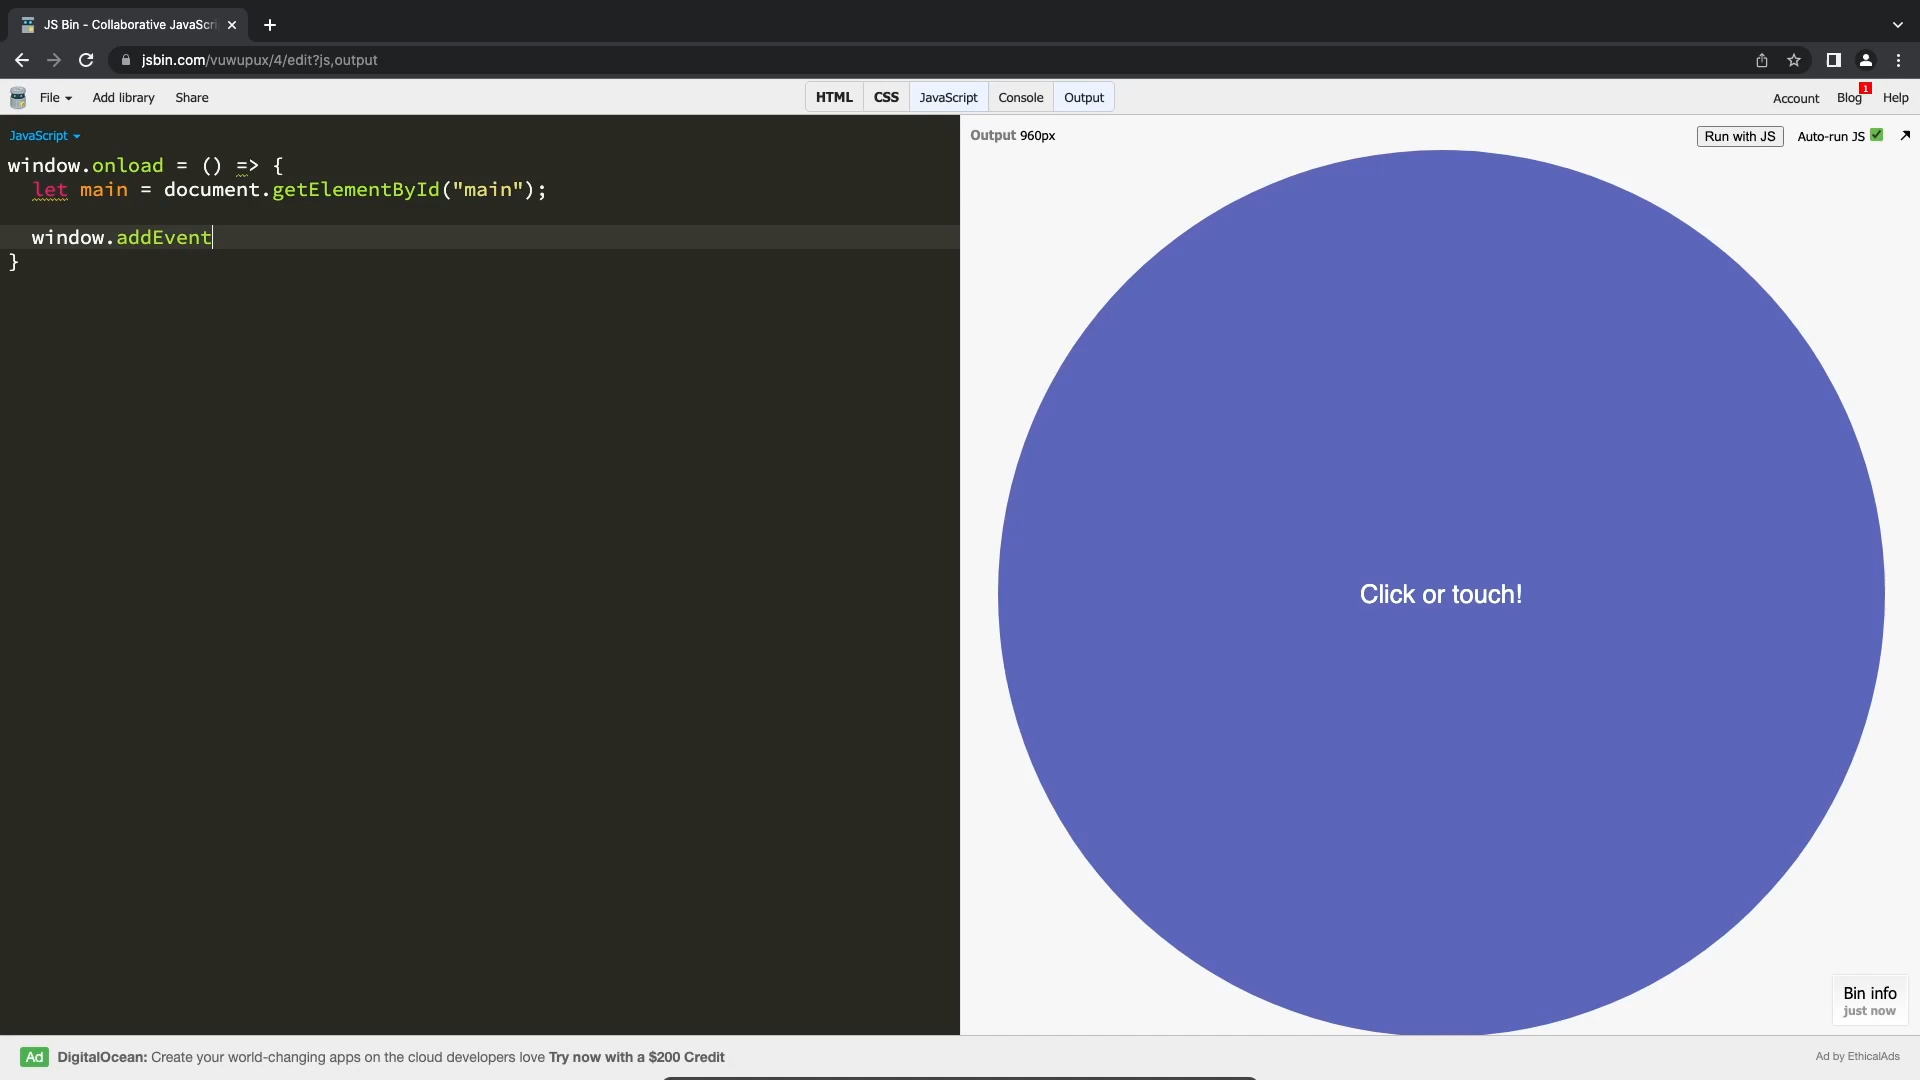 JS Bin - Collaborative JavaScri
jsbin.com/vuwupux/4/edit?js,output
File Add library Share HTML CSS JavaScript Console Output Account Blog 1 Help
JavaScript
Output 960px Run with JS Auto-run JS
window.onload = () => {
let main = document.getElementById("main");
window.addEvent
}
Click or touch!
Bin info
just now
Ad DigitalOcean: Create your world-changing apps on the cloud developers love Try now with a $200 Credit
Ad by EthicalAds